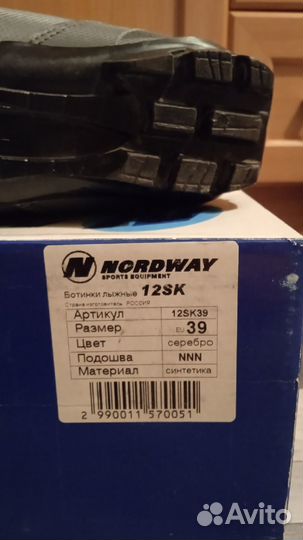 NORDWAY
SPORTS EQUIPMENT
Ботинки лыжные 12SK
Страна изготовитель: РОССИЯ
Артикул 12SK39
Размер EU 39
Цвет серебро
Подошва NNN
Материал синтетика
2 990011 570051
Avito